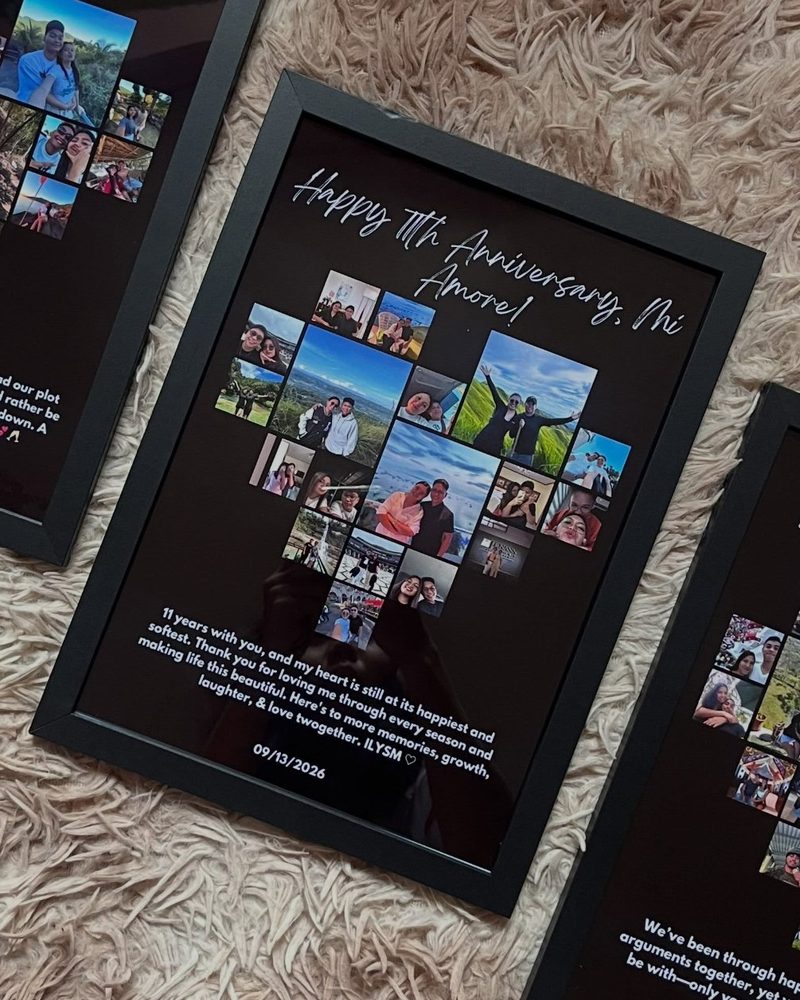 Happy 11th Anniversary, Mi
Amore!
11 years with you, and my heart is still at its happiest and
softest. Thank you for loving me through every season and
making life this beautiful. Here's to more memories, growth,
laughter, & love twogether. ILYSM ♡
09/13/2026
nd our plot
rather be
down. A
We've been through hap
arguments together, yet
be with—only